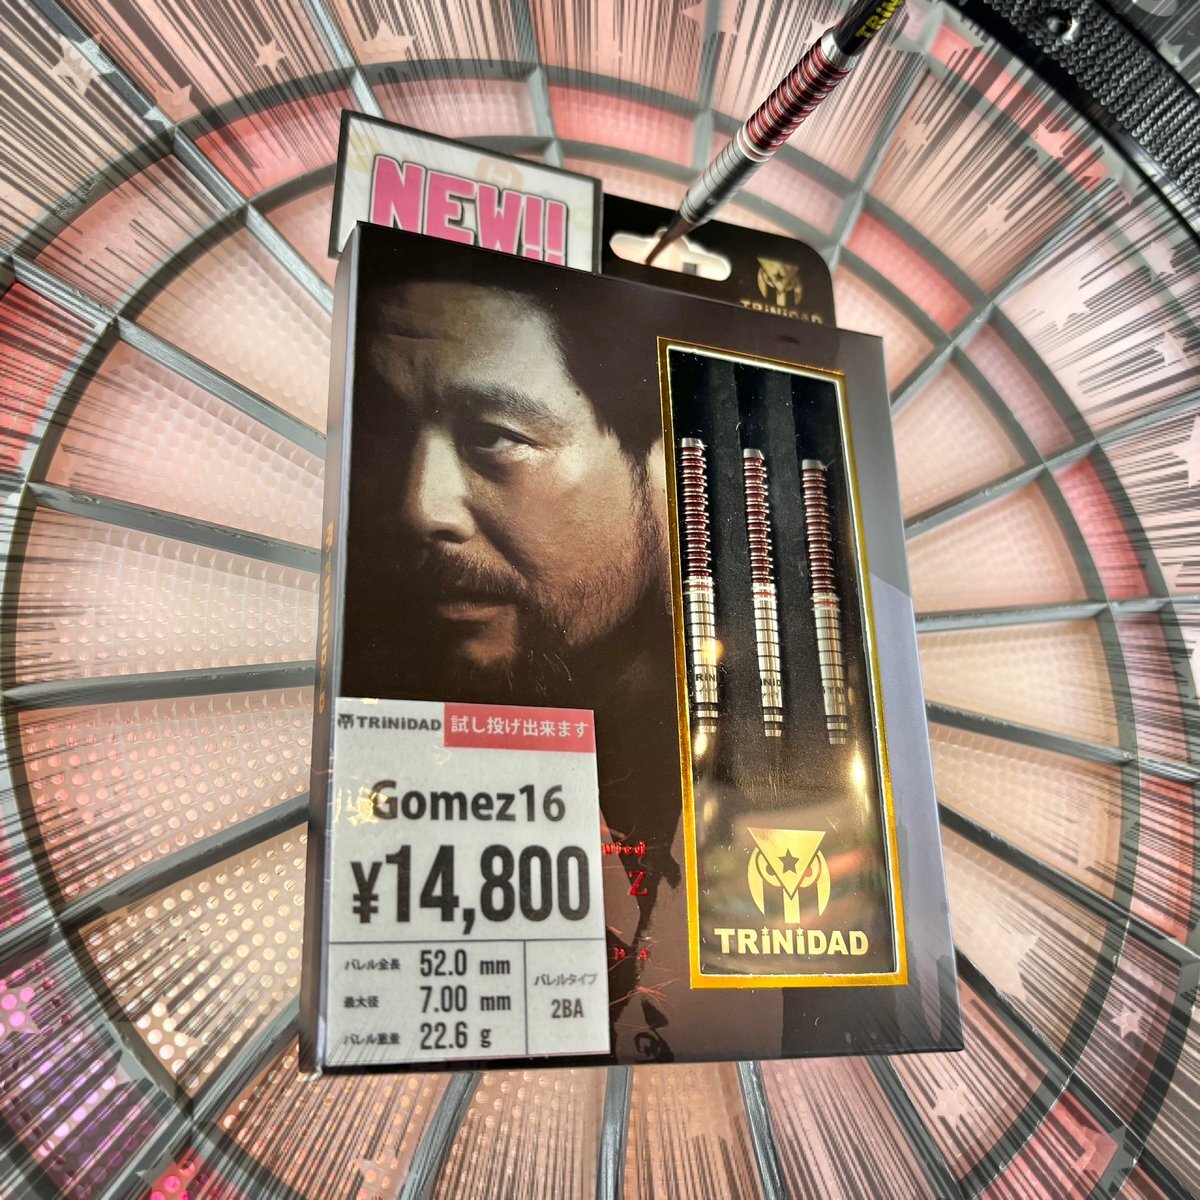 TRiN
NEW!!
TRiNiDAD
TRiNiDAD
TRiNiDAD 試し投げ出来ます
Gomez16
¥14,800
バレル全長 52.0 mm
最大径 7.00 mm
バレル重量 22.6 g
バレルタイプ
2BA
TRiNiDAD